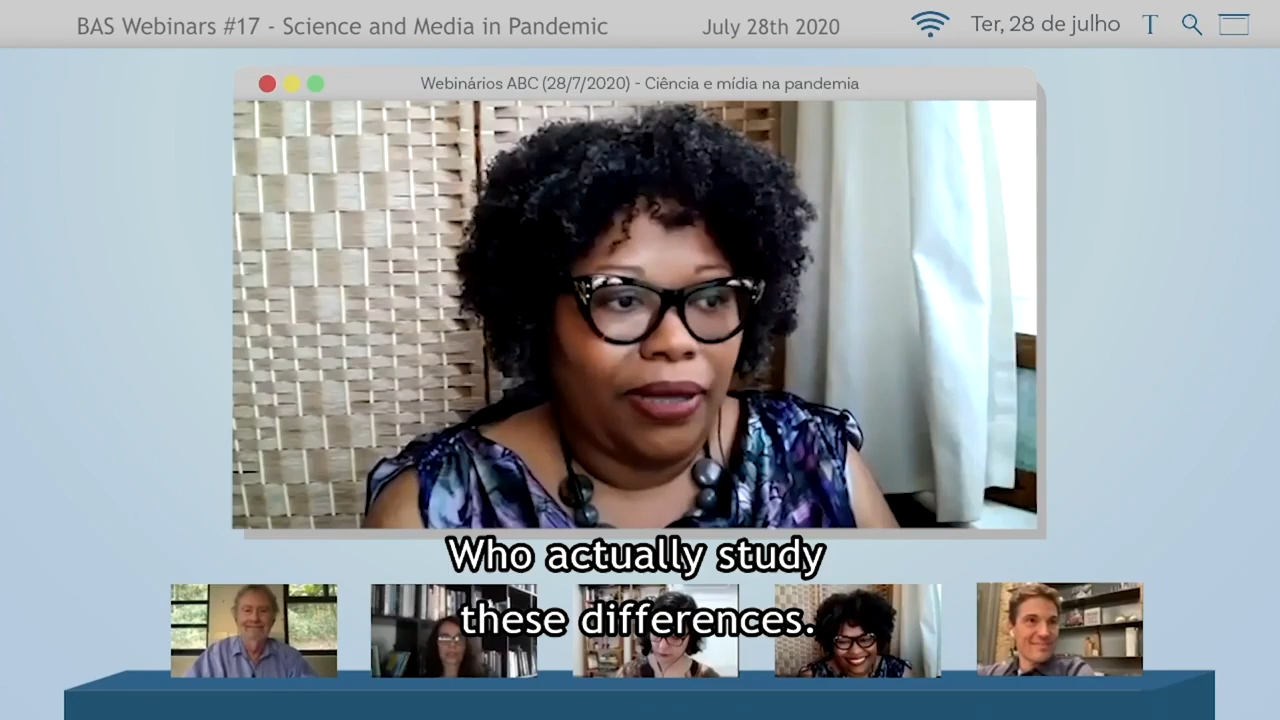 BAS Webinars #17 - Science and Media in Pandemic
July 28th 2020
Ter, 28 de julho
T
Webinários ABC (28/7/2020) - Ciência e mídia na pandemia
Who actually study
these differences.